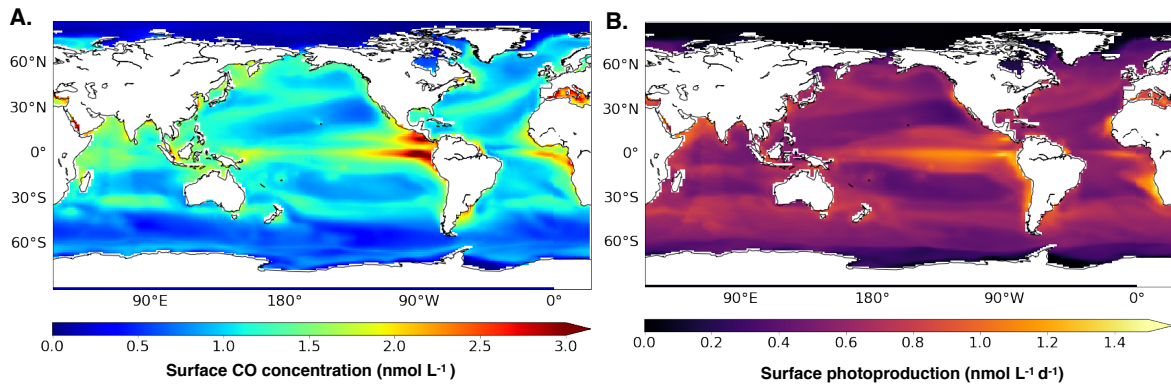 A.
60°N
30°N
0°
30°S
60°S
90°E
180°
90°W
0°
0.0
0.5
1.0
1.5
2.0
2.5
3.0
Surface CO concentration (nmol L⁻¹ )
B.
60°N
30°N
0°
30°S
60°S
90°E
180°
90°W
0°
0.0
0.2
0.4
0.6
0.8
1.0
1.2
1.4
Surface photoproduction (nmol L⁻¹ d⁻¹)